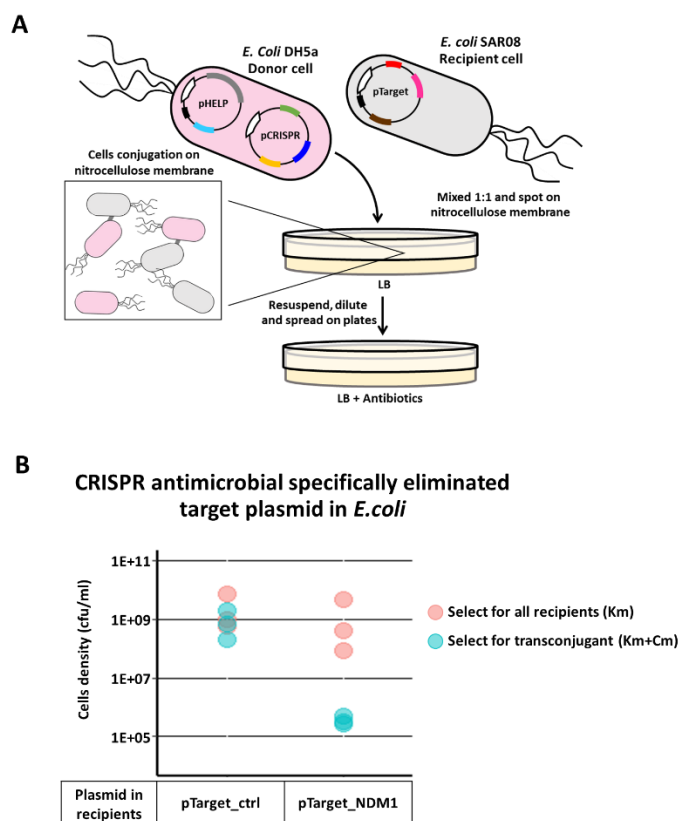 A
E. Coli DH5a
Donor cell
E. coli SAR08
Recipient cell
pHELP
pCRISPR
pTarget
Cells conjugation on
nitrocellulose membrane
Mixed 1:1 and spot on
nitrocellulose membrane
LB
Resuspend, dilute
and spread on plates
LB + Antibiotics
B
CRISPR antimicrobial specifically eliminated
target plasmid in E.coli
Cells density (cfu/ml)
1E+11
1E+09
1E+07
1E+05
Select for all recipients (Km)
Select for transconjugant (Km+Cm)
Plasmid in
recipients
pTarget_ctrl
pTarget_NDM1